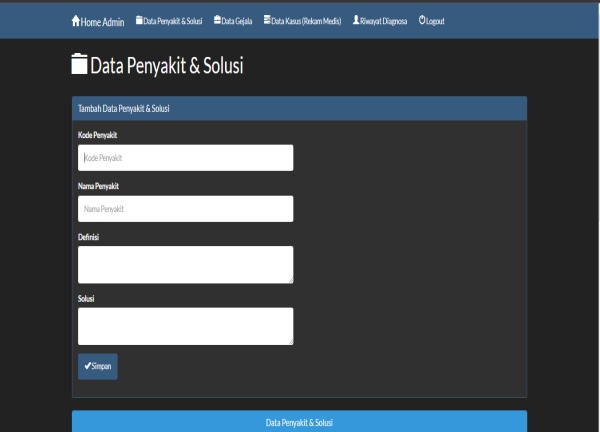 Home Admin Data Penyakit & Solusi Data Gejala Data Kasus (Rekam Medis) Riwayat Diagnosa Logout
Data Penyakit & Solusi
Tambah Data Penyakit & Solusi
Kode Penyakit
Kode Penyakit
Nama Penyakit
Nama Penyakit
Definisi
Solusi
Simpan
Data Penyakit & Solusi